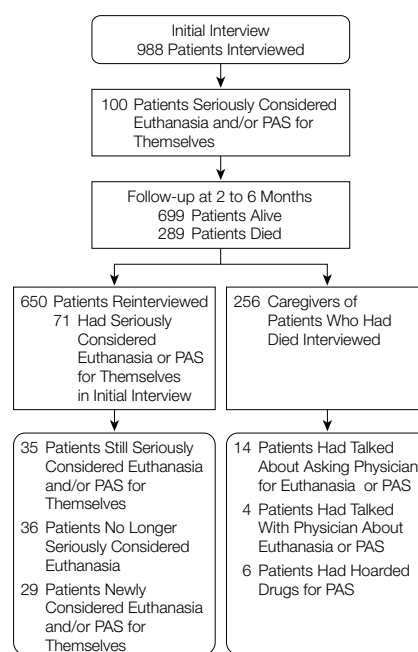 Initial Interview
988 Patients Interviewed
100 Patients Seriously Considered
Euthanasia and/or PAS for
Themselves
Follow-up at 2 to 6 Months
699 Patients Alive
289 Patients Died
650 Patients Reinterviewed
71 Had Seriously
Considered
Euthanasia or PAS
for Themselves
in Initial Interview
256 Caregivers of
Patients Who Had
Died Interviewed
35 Patients Still Seriously
Considered Euthanasia
and/or PAS for
Themselves
36 Patients No Longer
Seriously Considered
Euthanasia
29 Patients Newly
Considered Euthanasia
and/or PAS for
Themselves
14 Patients Had Talked
About Asking Physician
for Euthanasia or PAS
4 Patients Had Talked
With Physician About
Euthanasia or PAS
6 Patients Had Hoarded
Drugs for PAS